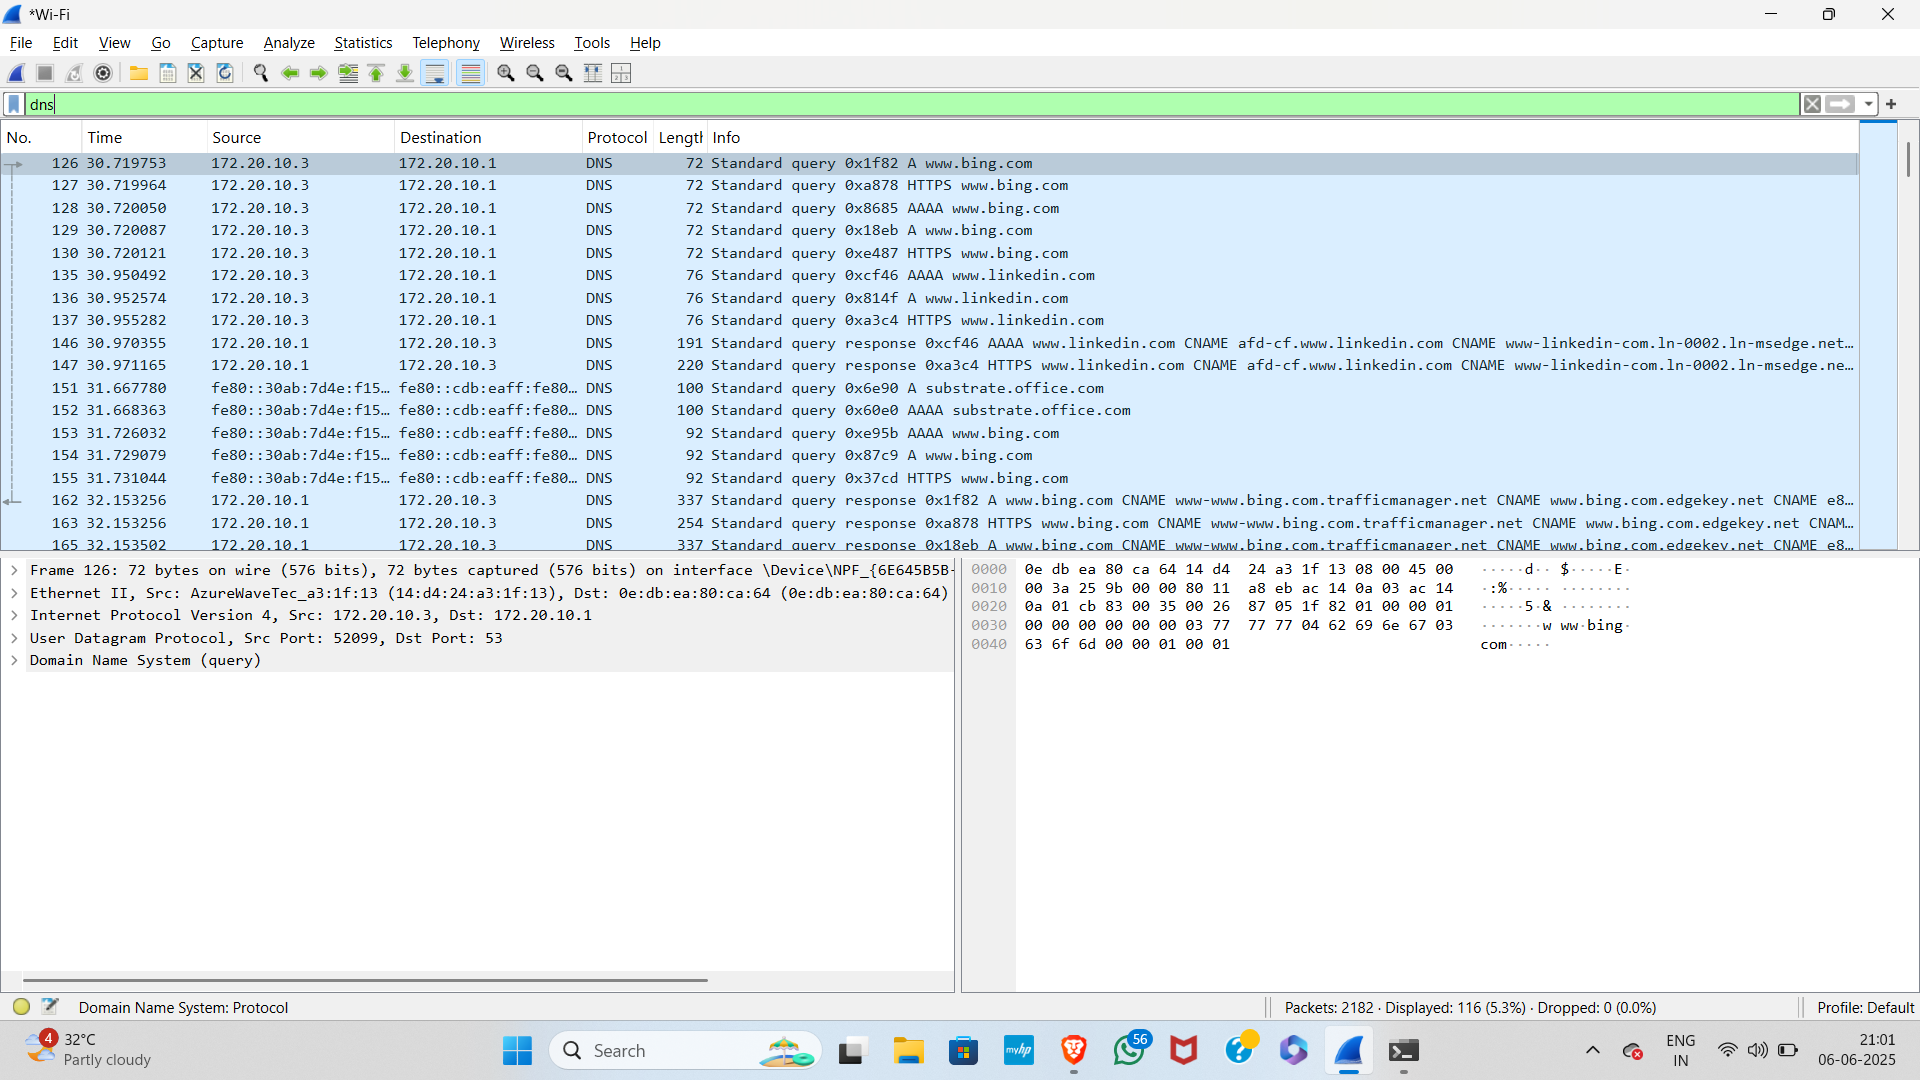 *Wi-Fi
File Edit View Go Capture Analyze Statistics Telephony Wireless Tools Help
dns
No. Time Source Destination Protocol Length Info
126 30.719753 172.20.10.3 172.20.10.1 DNS 72 Standard query 0x1f82 A www.bing.com
127 30.719964 172.20.10.3 172.20.10.1 DNS 72 Standard query 0xa878 HTTPS www.bing.com
128 30.720050 172.20.10.3 172.20.10.1 DNS 72 Standard query 0x8685 AAAA www.bing.com
129 30.720087 172.20.10.3 172.20.10.1 DNS 72 Standard query 0x18eb A www.bing.com
130 30.720121 172.20.10.3 172.20.10.1 DNS 72 Standard query 0xe487 HTTPS www.bing.com
135 30.950492 172.20.10.3 172.20.10.1 DNS 76 Standard query 0xcf46 AAAA www.linkedin.com
136 30.952574 172.20.10.3 172.20.10.1 DNS 76 Standard query 0x814f A www.linkedin.com
137 30.955282 172.20.10.3 172.20.10.1 DNS 76 Standard query 0xa3c4 HTTPS www.linkedin.com
146 30.970355 172.20.10.1 172.20.10.3 DNS 191 Standard query response 0xcf46 AAAA www.linkedin.com CNAME afd-cf.www.linkedin.com CNAME www-linkedin-com.ln-0002.ln-msedge.net…
147 30.971165 172.20.10.1 172.20.10.3 DNS 220 Standard query response 0xa3c4 HTTPS www.linkedin.com CNAME afd-cf.www.linkedin.com CNAME www-linkedin-com.ln-0002.ln-msedge.ne…
151 31.667780 fe80::30ab:7d4e:f15… fe80::cdb:eaff:fe80… DNS 100 Standard query 0x6e90 A substrate.office.com
152 31.668363 fe80::30ab:7d4e:f15… fe80::cdb:eaff:fe80… DNS 100 Standard query 0x60e0 AAAA substrate.office.com
153 31.726032 fe80::30ab:7d4e:f15… fe80::cdb:eaff:fe80… DNS 92 Standard query 0xe95b AAAA www.bing.com
154 31.729079 fe80::30ab:7d4e:f15… fe80::cdb:eaff:fe80… DNS 92 Standard query 0x87c9 A www.bing.com
155 31.731044 fe80::30ab:7d4e:f15… fe80::cdb:eaff:fe80… DNS 92 Standard query 0x37cd HTTPS www.bing.com
162 32.153256 172.20.10.1 172.20.10.3 DNS 337 Standard query response 0x1f82 A www.bing.com CNAME www-www.bing.com.trafficmanager.net CNAME www.bing.com.edgekey.net CNAME e8…
163 32.153256 172.20.10.1 172.20.10.3 DNS 254 Standard query response 0xa878 HTTPS www.bing.com CNAME www-www.bing.com.trafficmanager.net CNAME www.bing.com.edgekey.net CNAM…
165 32.153502 172.20.10.1 172.20.10.3 DNS 337 Standard query response 0x18eb A www.bing.com CNAME www-www.bing.com.trafficmanager.net CNAME www.bing.com.edgekey.net CNAME e8…
Frame 126: 72 bytes on wire (576 bits), 72 bytes captured (576 bits) on interface \Device\NPF_{6E645B5B-
Ethernet II, Src: AzureWaveTec_a3:1f:13 (14:d4:24:a3:1f:13), Dst: 0e:db:ea:80:ca:64 (0e:db:ea:80:ca:64)
Internet Protocol Version 4, Src: 172.20.10.3, Dst: 172.20.10.1
User Datagram Protocol, Src Port: 52099, Dst Port: 53
Domain Name System (query)
0000 0e db ea 80 ca 64 14 d4 24 a3 1f 13 08 00 45 00 ·····d·· $·····E·
0010 00 3a 25 9b 00 00 80 11 a8 eb ac 14 0a 03 ac 14 ·:%····· ········
0020 0a 01 cb 83 00 35 00 26 87 05 1f 82 01 00 00 01 ·····5·& ········
0030 00 00 00 00 00 00 03 77 77 77 04 62 69 6e 67 03 ·······w ww·bing·
0040 63 6f 6d 00 00 01 00 01 com·····
Domain Name System: Protocol
Packets: 2182 · Displayed: 116 (5.3%) · Dropped: 0 (0.0%)
Profile: Default
4
32°C
Partly cloudy
Search
myhp
56
ENG
IN
21:01
06-06-2025